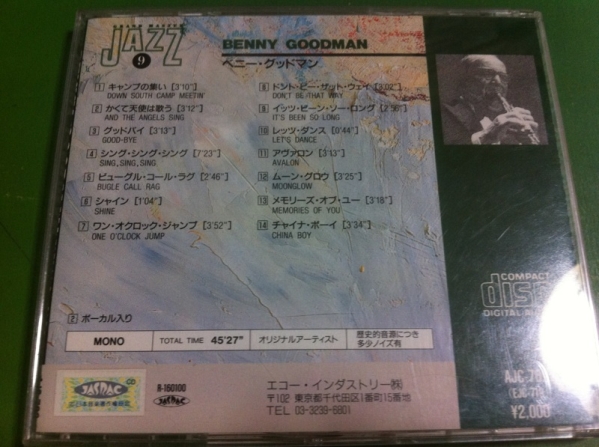 JAZZ
9
BENNY GOODMAN
ベニー・グッドマン
1 キャンプの集い [3'10"]
DOWN SOUTH CAMP MEETIN'
2 かくて天使は歌う [3'12"]
AND THE ANGELS SING
3 グッドバイ [3'13"]
GOOD-BYE
4 シング・シング・シング [7'23"]
SING, SING, SING
5 ビューグル・コール・ラグ [2'46"]
BUGLE CALL RAG
6 シャイン [1'04"]
SHINE
7 ワン・オクロック・ジャンプ [3'52"]
ONE O'CLOCK JUMP
8 ドント・ビー・ザット・ウェイ [3'02"]
DON'T BE THAT WAY
9 イッツ・ビーン・ソー・ロング [2'56"]
IT'S BEEN SO LONG
10 レッツ・ダンス [0'44"]
LET'S DANCE
11 アヴァロン [3'13"]
AVALON
12 ムーン・グロウ [3'25"]
MOONGLOW
13 メモリーズ・オブ・ユー [3'18"]
MEMORIES OF YOU
14 チャイナ・ボーイ [3'34"]
CHINA BOY
2 ボーカル入り
MONO
TOTAL TIME 45'27"
オリジナルアーティスト
歴史的音源につき
多少ノイズ有
COMPACT
disc
DIGITAL AUDIO
JASRAC
R-160100
JASRAC
エコー・インダストリー㈱
〒102 東京都千代田区1番町15番地
TEL 03-3239-6801
¥2,000